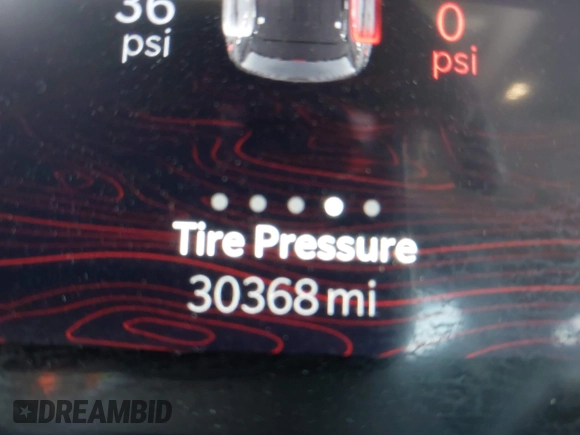 36 0
psi psi
Tire Pressure
30368 mi
DREAMBID